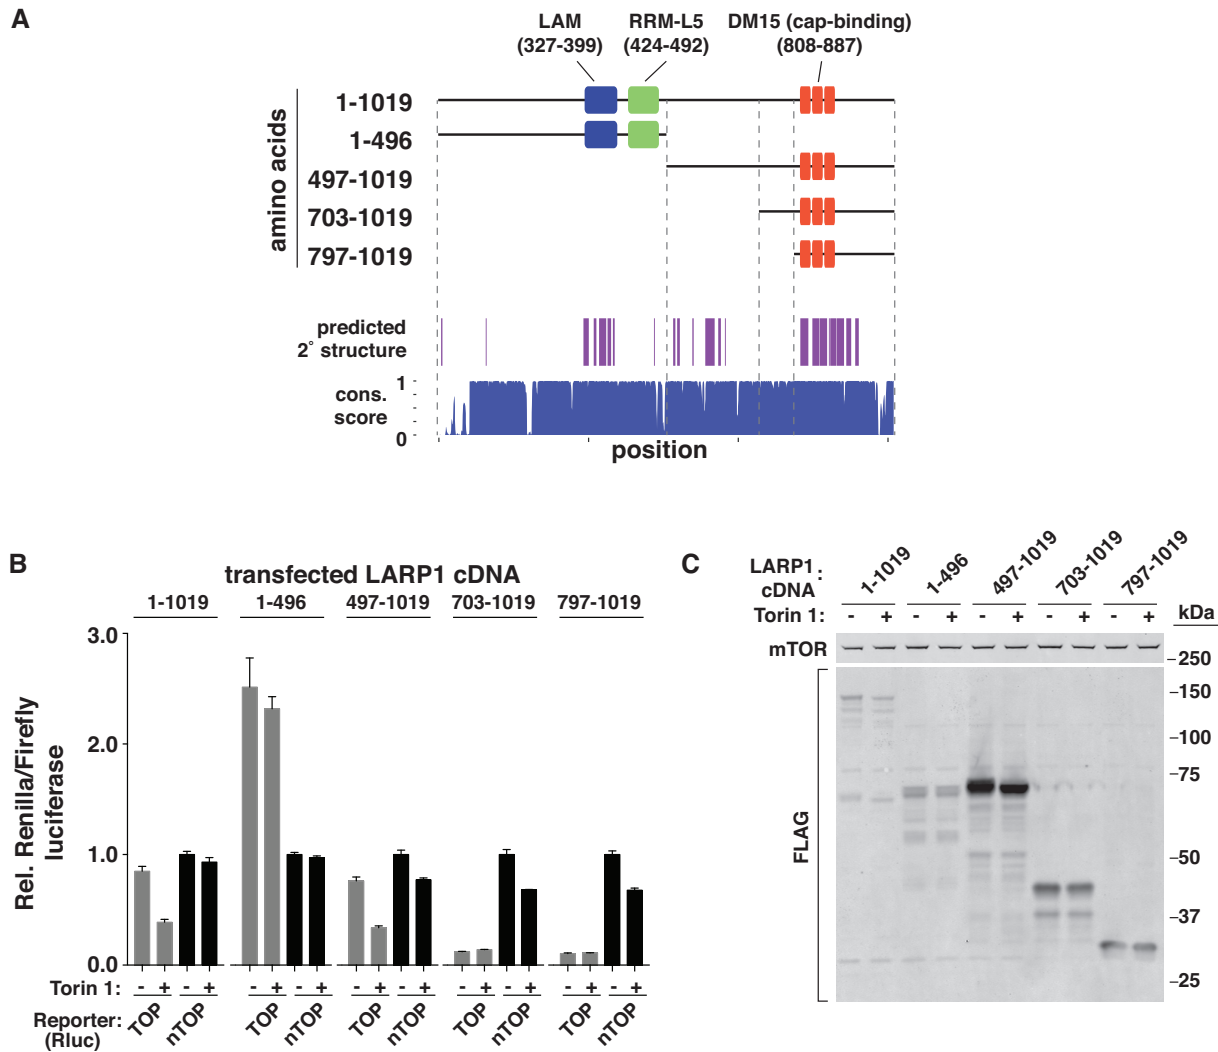 A
LAM
(327-399)
RRM-L5
(424-492)
DM15 (cap-binding)
(808-887)
amino acids
1-1019
1-496
497-1019
703-1019
797-1019
predicted
2° structure
cons.
score
1
0
position
B
transfected LARP1 cDNA
1-1019 1-496 497-1019 703-1019 797-1019
Rel. Renilla/Firefly
luciferase
3.0
2.0
1.0
0.0
Torin 1: - + - + - + - + - + - + - + - + - + - +
Reporter:
(Rluc)
TOP nTOP TOP nTOP TOP nTOP TOP nTOP TOP nTOP
C
LARP1 :
cDNA
1-1019 1-496 497-1019 703-1019 797-1019
Torin 1: - + - + - + - + - + kDa
mTOR
FLAG
–250
–150
–100
–75
–50
–37
–25